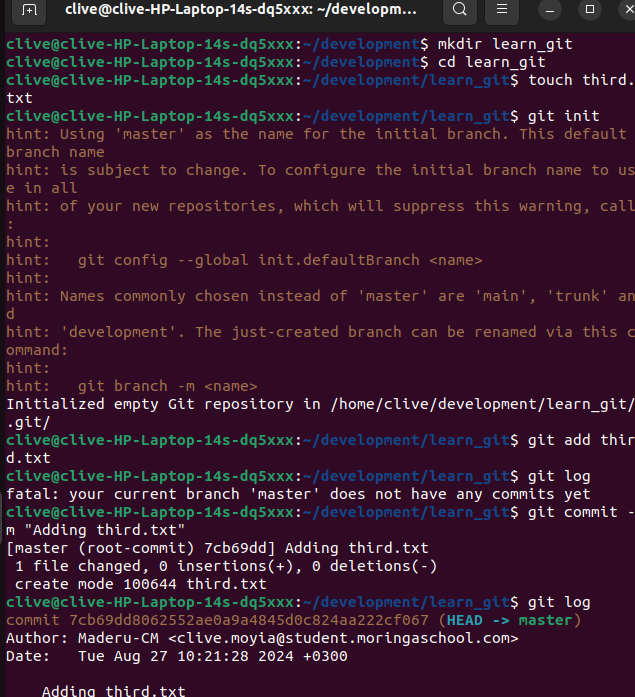 clive@clive-HP-Laptop-14s-dq5xxx: ~/developm...
clive@clive-HP-Laptop-14s-dq5xxx:~/development$ mkdir learn_git
clive@clive-HP-Laptop-14s-dq5xxx:~/development$ cd learn_git
clive@clive-HP-Laptop-14s-dq5xxx:~/development/learn_git$ touch third.
txt
clive@clive-HP-Laptop-14s-dq5xxx:~/development/learn_git$ git init
hint: Using 'master' as the name for the initial branch. This default
branch name
hint: is subject to change. To configure the initial branch name to us
e in all
hint: of your new repositories, which will suppress this warning, call
:
hint:
hint:   git config --global init.defaultBranch <name>
hint:
hint: Names commonly chosen instead of 'master' are 'main', 'trunk' an
d
hint: 'development'. The just-created branch can be renamed via this c
ommand:
hint:
hint:   git branch -m <name>
Initialized empty Git repository in /home/clive/development/learn_git/
.git/
clive@clive-HP-Laptop-14s-dq5xxx:~/development/learn_git$ git add thir
d.txt
clive@clive-HP-Laptop-14s-dq5xxx:~/development/learn_git$ git log
fatal: your current branch 'master' does not have any commits yet
clive@clive-HP-Laptop-14s-dq5xxx:~/development/learn_git$ git commit -
m "Adding third.txt"
[master (root-commit) 7cb69dd] Adding third.txt
 1 file changed, 0 insertions(+), 0 deletions(-)
 create mode 100644 third.txt
clive@clive-HP-Laptop-14s-dq5xxx:~/development/learn_git$ git log
commit 7cb69dd8062552ae0a9a4845d0c824aa222cf067 (HEAD -> master)
Author: Maderu-CM <clive.moyia@student.moringaschool.com>
Date:   Tue Aug 27 10:21:28 2024 +0300
    Adding third.txt